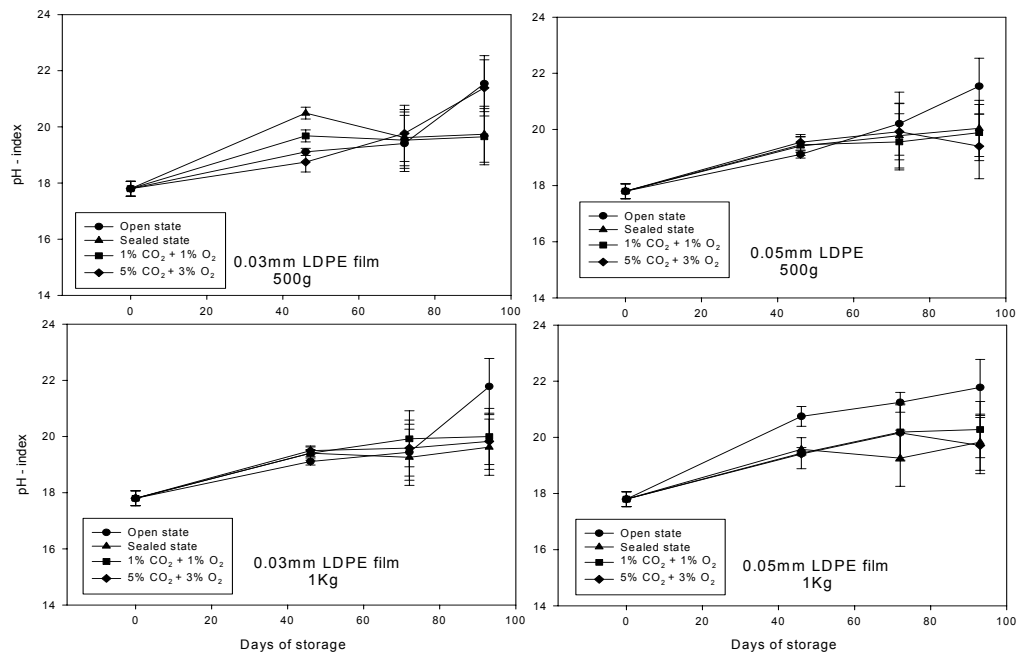 24
22
20
18
16
14
pH - index
Open state
Sealed state
1% CO₂ + 1% O₂
5% CO₂ + 3% O₂
0.03mm LDPE film
500g
0 20 40 60 80 100
24
22
20
18
16
14
Open state
Sealed state
1% CO₂ + 1% O₂
5% CO₂ + 3% O₂
0.05mm LDPE
500g
0 20 40 60 80 100
24
22
20
18
16
14
pH - index
Open state
Sealed state
1% CO₂ + 1% O₂
5% CO₂ + 3% O₂
0.03mm LDPE film
1Kg
0 20 40 60 80 100
Days of storage
24
22
20
18
16
14
Open state
Sealed state
1% CO₂ + 1% O₂
5% CO₂ + 3% O₂
0.05mm LDPE film
1Kg
0 20 40 60 80 100
Days of storage